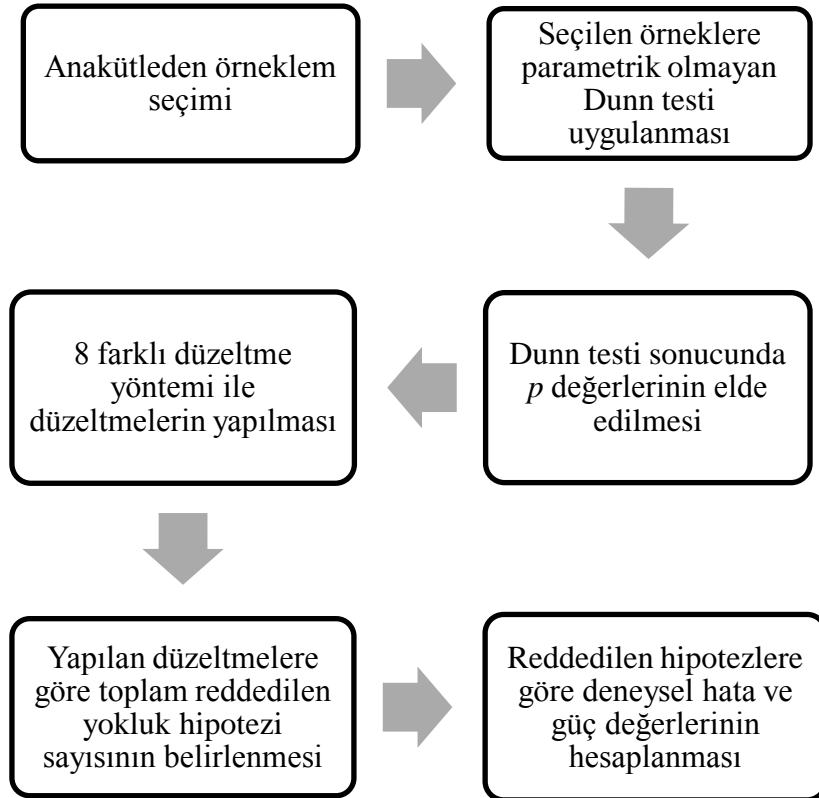 Anakütleden örneklem
seçimi
Seçilen örneklere
parametrik olmayan
Dunn testi
uygulanması
Dunn testi sonucunda
p değerlerinin elde
edilmesi
8 farklı düzeltme
yöntemi ile
düzeltmelerin yapılması
Yapılan düzeltmelere
göre toplam reddedilen
yokluk hipotezi
sayısının belirlenmesi
Reddedilen hipotezlere
göre deneysel hata ve
güç değerlerinin
hesaplanması